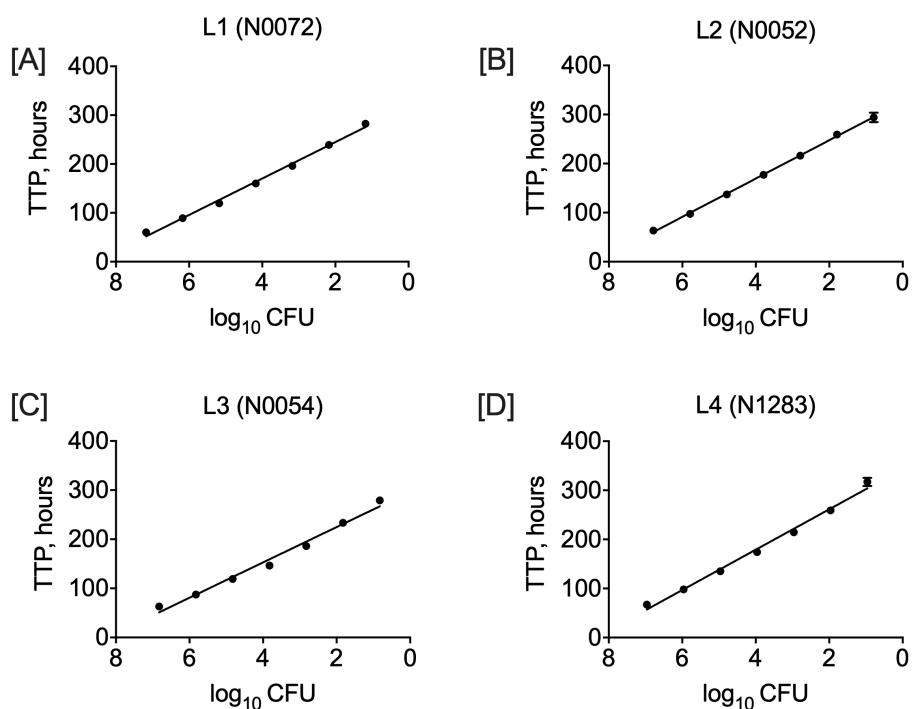 [A]
L1 (N0072)
TTP, hours
400
300
200
100
0
8 6 4 2 0
log₁₀ CFU
[B]
L2 (N0052)
TTP, hours
400
300
200
100
0
8 6 4 2 0
log₁₀ CFU
[C]
L3 (N0054)
TTP, hours
400
300
200
100
0
8 6 4 2 0
log₁₀ CFU
[D]
L4 (N1283)
TTP, hours
400
300
200
100
0
8 6 4 2 0
log₁₀ CFU